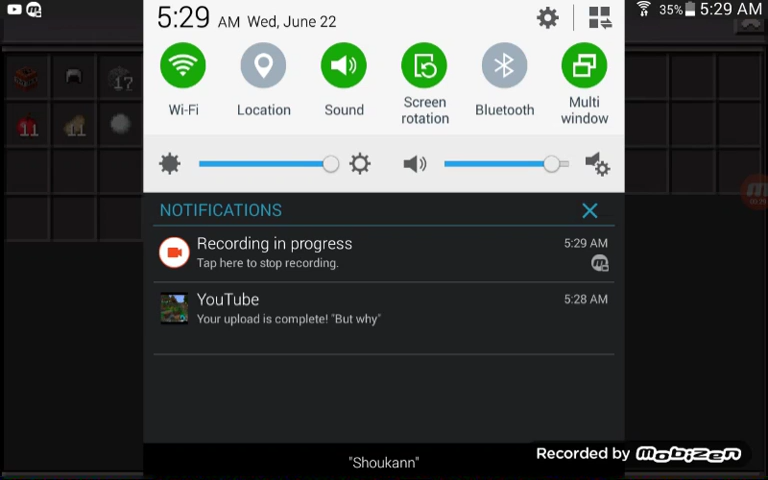 35% 5:29 AM
5:29 AM Wed, June 22
Wi-Fi
Location
Sound
Screen
rotation
Bluetooth
Multi
window
NOTIFICATIONS
Recording in progress
5:29 AM
Tap here to stop recording.
YouTube
5:28 AM
Your upload is complete! "But why"
17
11
11
"Shoukann"
Recorded by MOBIZEN